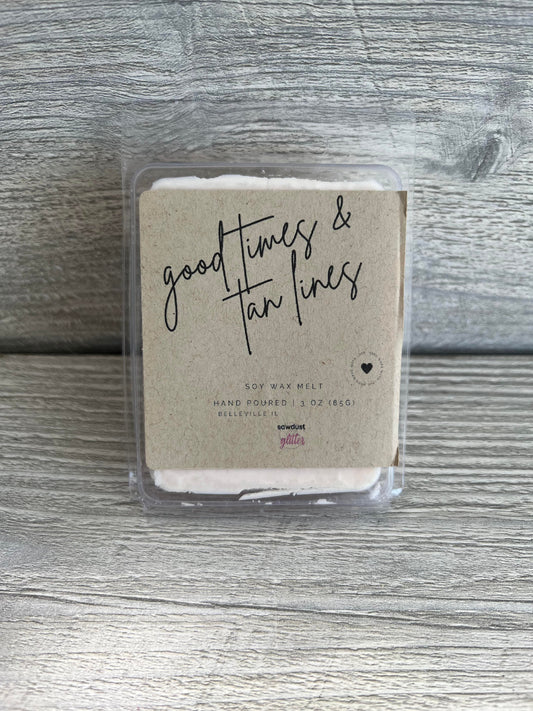 good times &
tan lines
SOY WAX MELT
HAND POURED | 3 OZ (85G)
BELLEVILLE IL
sawdust
glitter